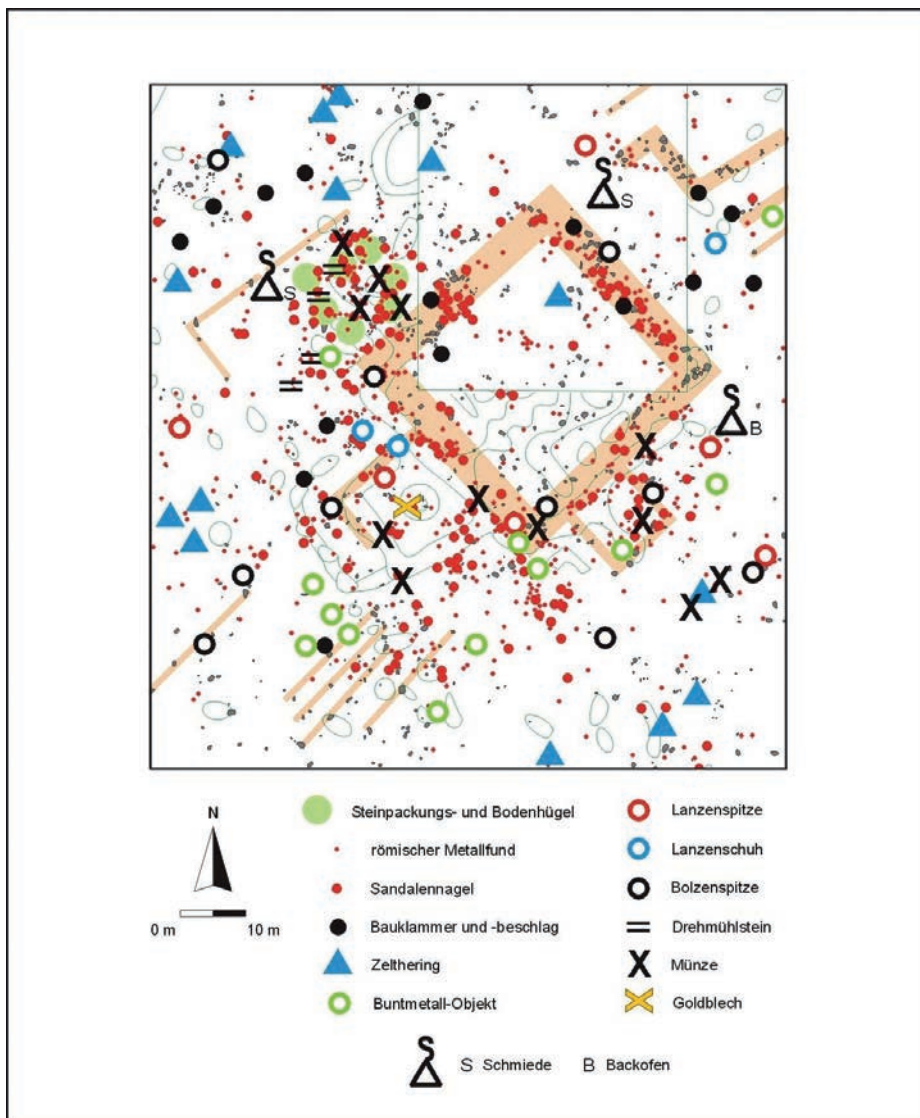 S
S
B
N
0 m 10 m
Steinpackungs- und Bodenhügel
römischer Metallfund
Sandalennagel
Bauklammer und -beschlag
Zelthering
Buntmetall-Objekt
Lanzenspitze
Lanzenschuh
Bolzenspitze
Drehmühlstein
Münze
Goldblech
S Schmiede B Backofen